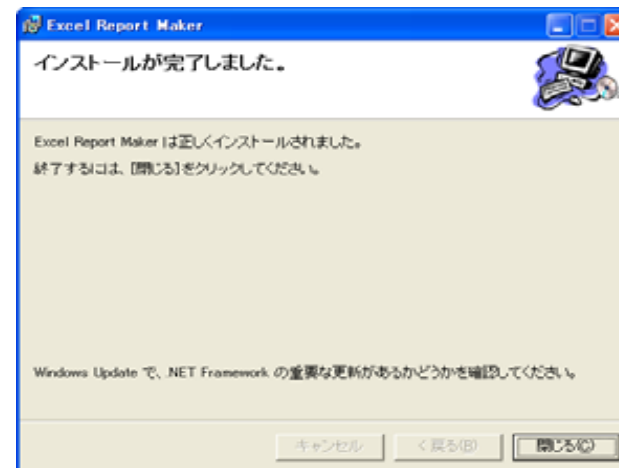 Excel Report Maker
インストールが完了しました。
Excel Report Maker は正しくインストールされました。
終了するには、[閉じる]をクリックしてください。
Windows Update で、.NET Framework の重要な更新があるかどうかを確認してください。
キャンセル
< 戻る(B)
閉じる(C)